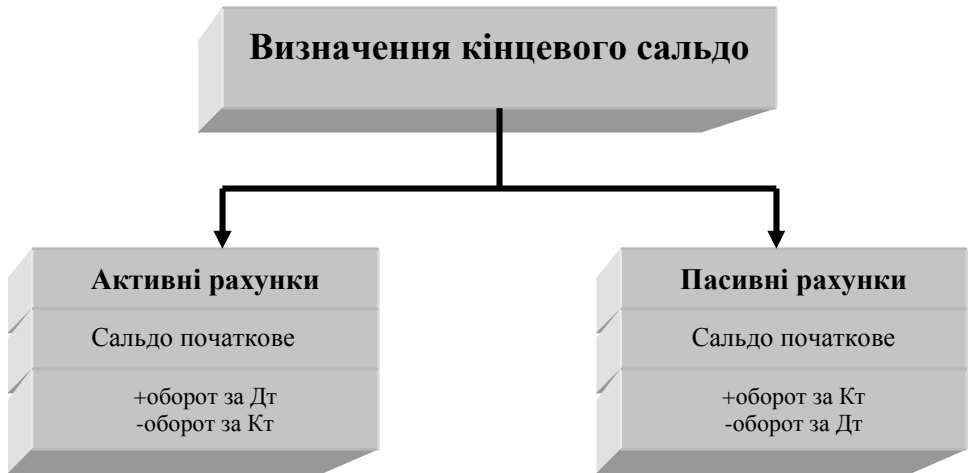 Визначення кінцевого сальдо
Активні рахунки
Сальдо початкове
+оборот за Дт
-оборот за Кт
Пасивні рахунки
Сальдо початкове
+оборот за Кт
-оборот за Дт